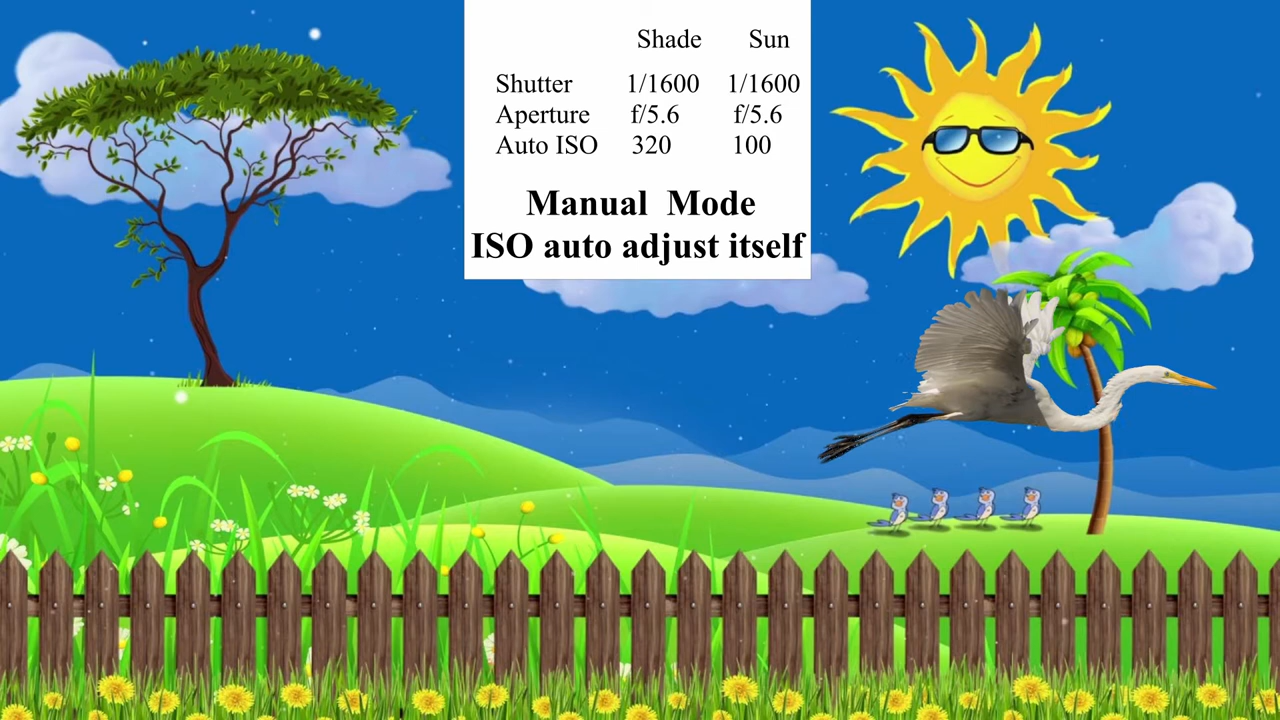 Shade Sun
Shutter 1/1600 1/1600
Aperture f/5.6 f/5.6
Auto ISO 320 100
Manual Mode
ISO auto adjust itself